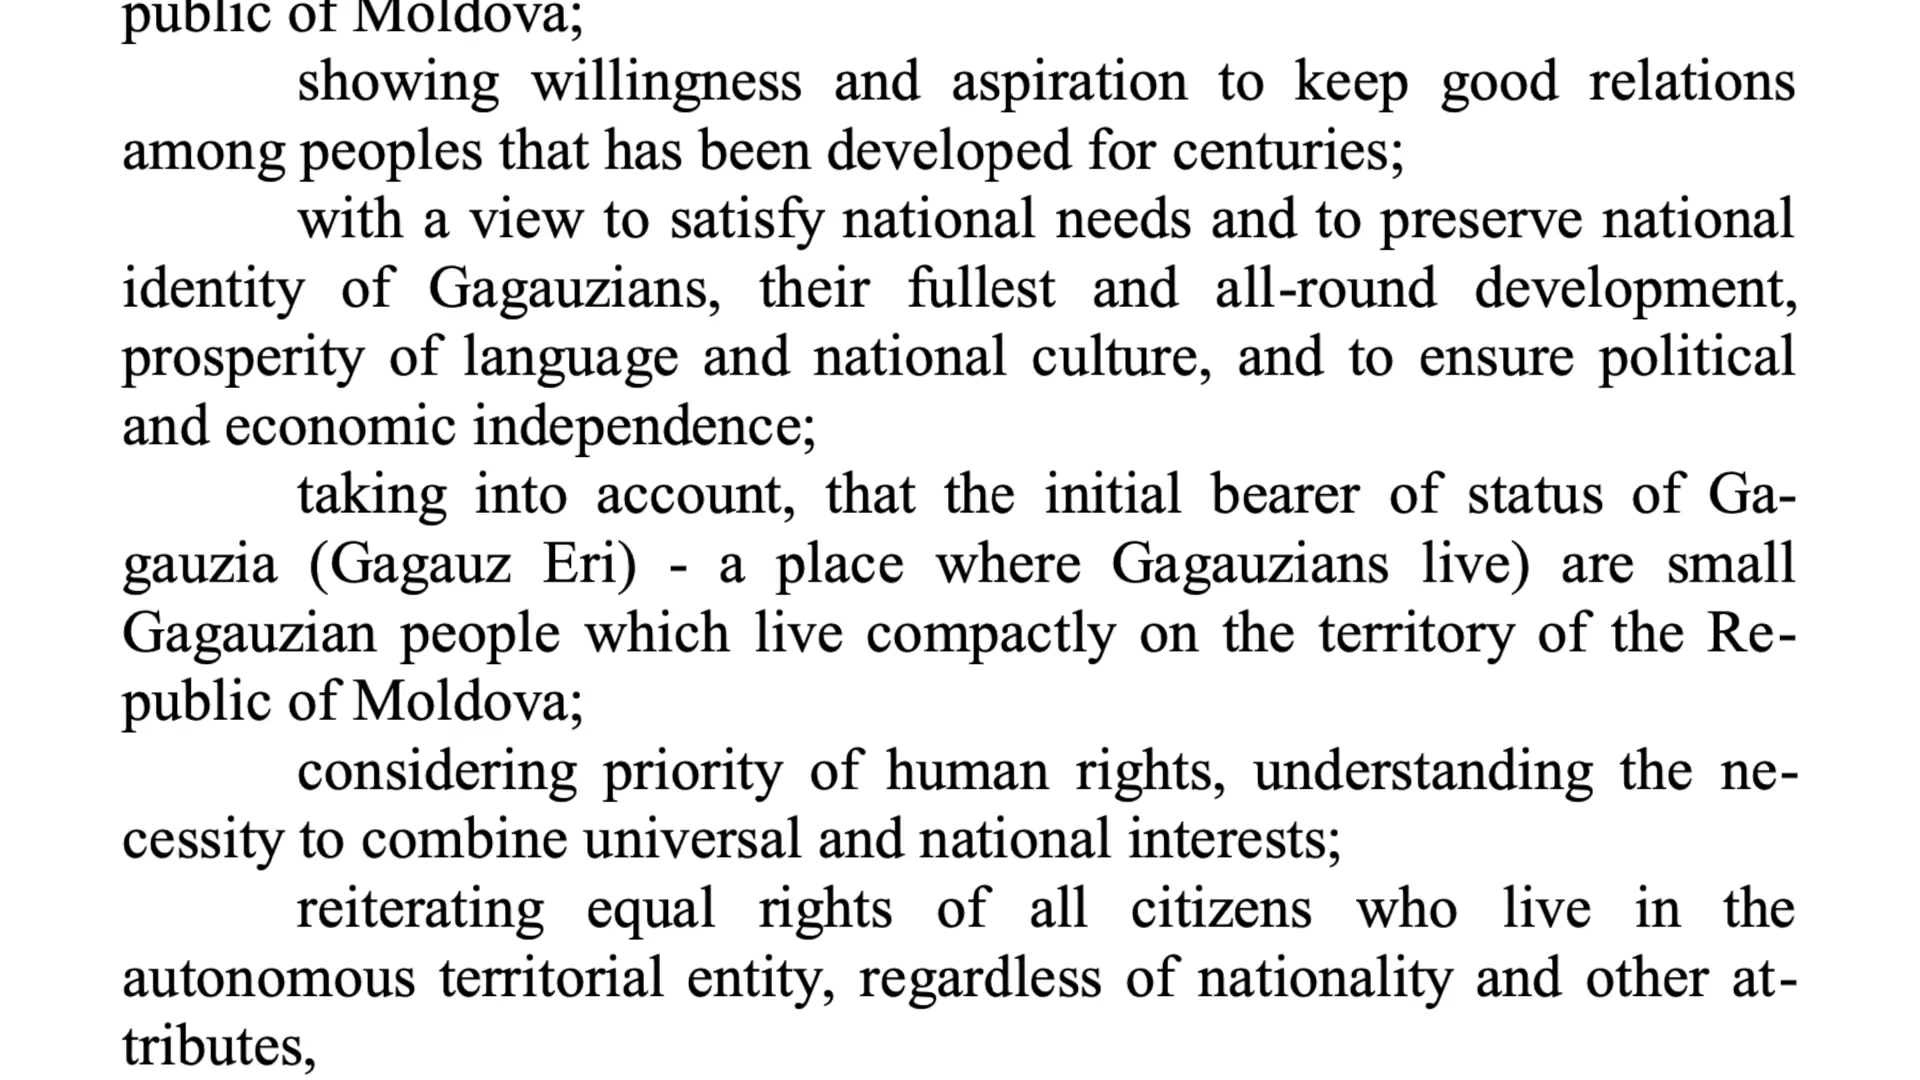 public of Moldova;
showing willingness and aspiration to keep good relations
among peoples that has been developed for centuries;
with a view to satisfy national needs and to preserve national
identity of Gagauzians, their fullest and all-round development,
prosperity of language and national culture, and to ensure political
and economic independence;
taking into account, that the initial bearer of status of Ga-
gauzia (Gagauz Eri) - a place where Gagauzians live) are small
Gagauzian people which live compactly on the territory of the Re-
public of Moldova;
considering priority of human rights, understanding the ne-
cessity to combine universal and national interests;
reiterating equal rights of all citizens who live in the
autonomous territorial entity, regardless of nationality and other at-
tributes,